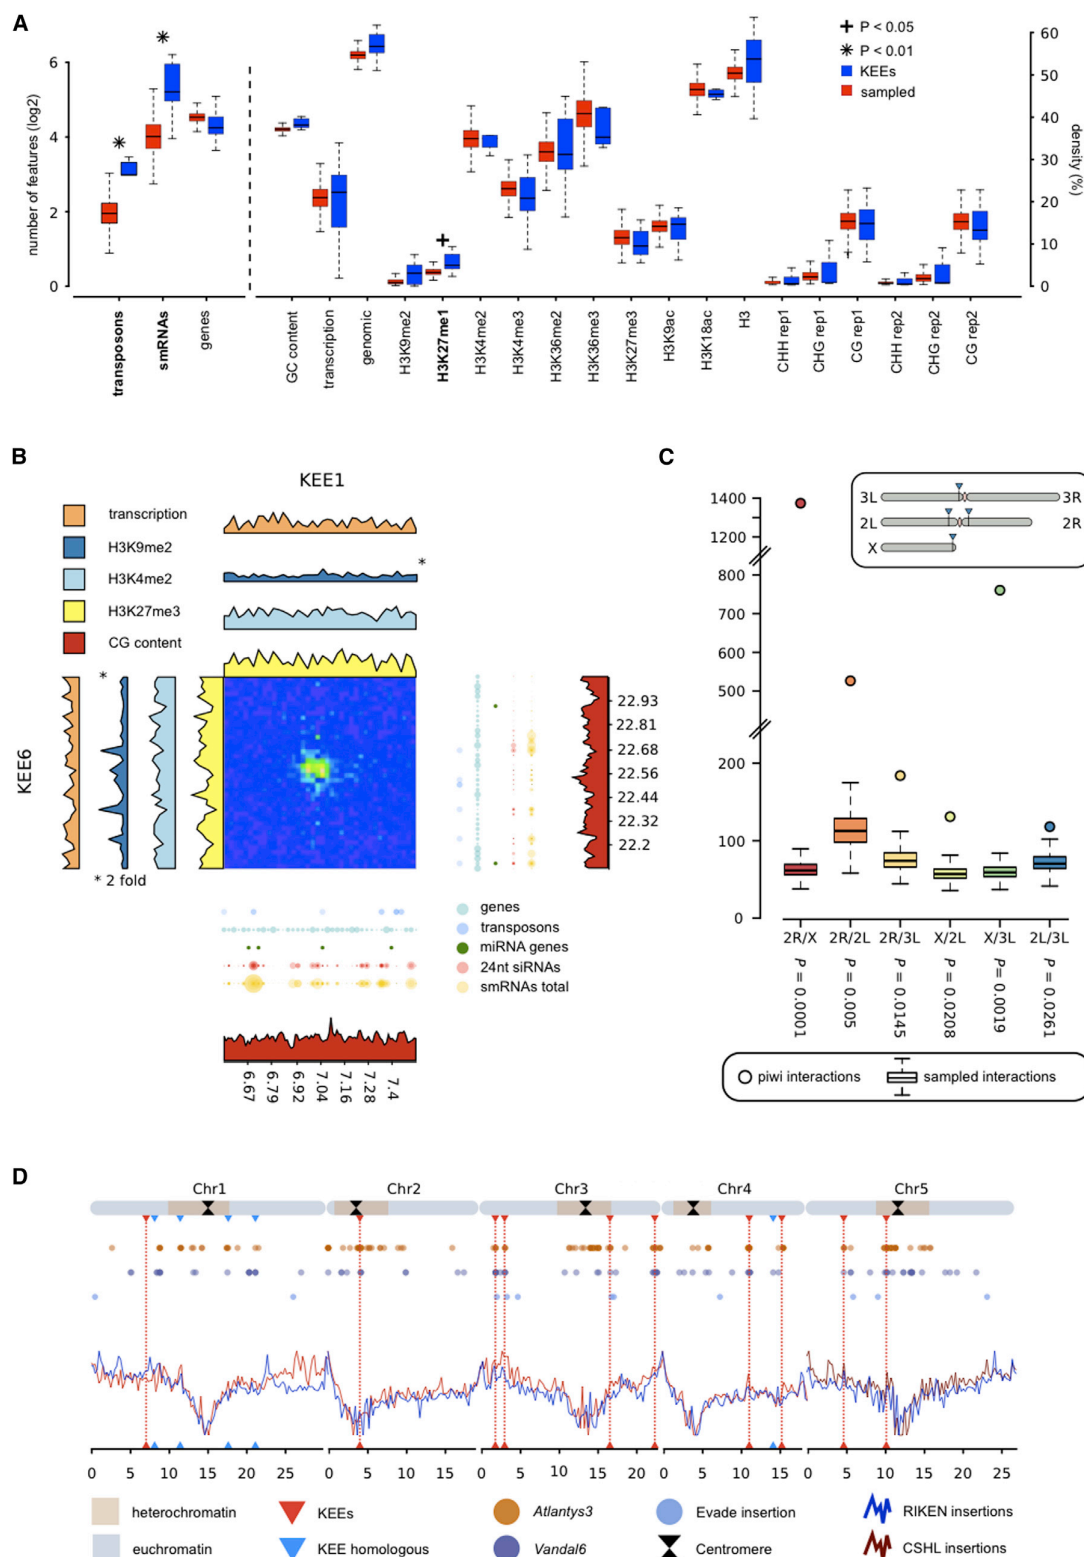 A
number of features (log2)
6
4
2
0
+ P < 0.05
✳ P < 0.01
KEEs
sampled
density (%)
60
50
40
30
20
10
0
transposons
smRNAs
genes
GC content
transcription
genomic
H3K9me2
H3K27me1
H3K4me2
H3K4me3
H3K36me2
H3K36me3
H3K27me3
H3K9ac
H3K18ac
H3
CHH rep1
CHG rep1
CG rep1
CHH rep2
CHG rep2
CG rep2
B
KEE1
transcription
H3K9me2
H3K4me2
H3K27me3
CG content
*
*
KEE6
* 2 fold
22.93
22.81
22.68
22.56
22.44
22.32
22.2
genes
transposons
miRNA genes
24nt siRNAs
smRNAs total
6.67
6.79
6.92
7.04
7.16
7.28
7.4
C
3L 3R
2L 2R
X
1400
1300
1200
800
700
600
500
200
100
0
2R/X 2R/2L 2R/3L X/2L X/3L 2L/3L
P = 0.0001
P = 0.005
P = 0.0145
P = 0.0208
P = 0.0019
P = 0.0261
piwi interactions sampled interactions
D
Chr1 Chr2 Chr3 Chr4 Chr5
0 5 10 15 20 25 0 5 10 15 0 5 10 15 20 0 5 10 15 0 5 10 15 20 25
heterochromatin KEEs Atlantys3 Evade insertion RIKEN insertions
euchromatin KEE homologous Vandal6 Centromere CSHL insertions